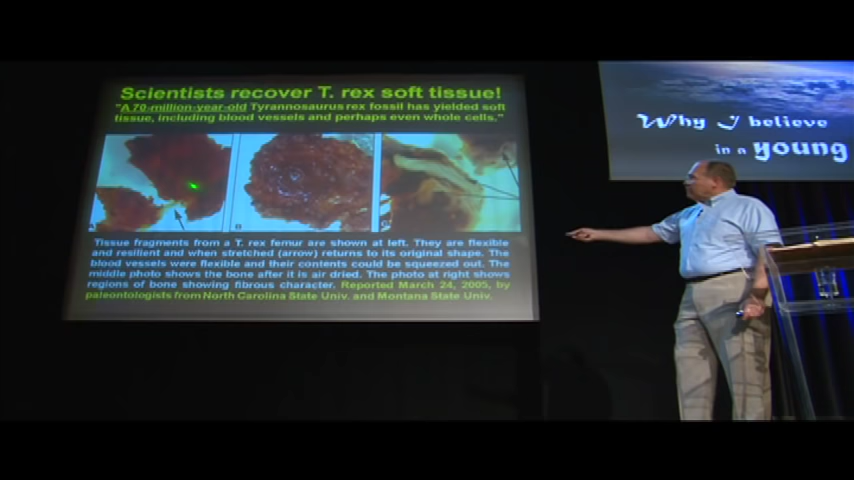 Scientists recover T. rex soft tissue!
"A 70-million-year-old Tyrannosaurus rex fossil has yielded soft
tissue, including blood vessels and perhaps even whole cells."
Tissue fragments from a T. rex femur are shown at left. They are flexible
and resilient and when stretched (arrow) returns to its original shape. The
blood vessels were flexible and their contents could be squeezed out. The
middle photo shows the bone after it is air dried. The photo at right shows
regions of bone showing fibrous character. Reported March 24, 2005, by
paleontologists from North Carolina State Univ. and Montana State Univ.
Why I believe
in a young